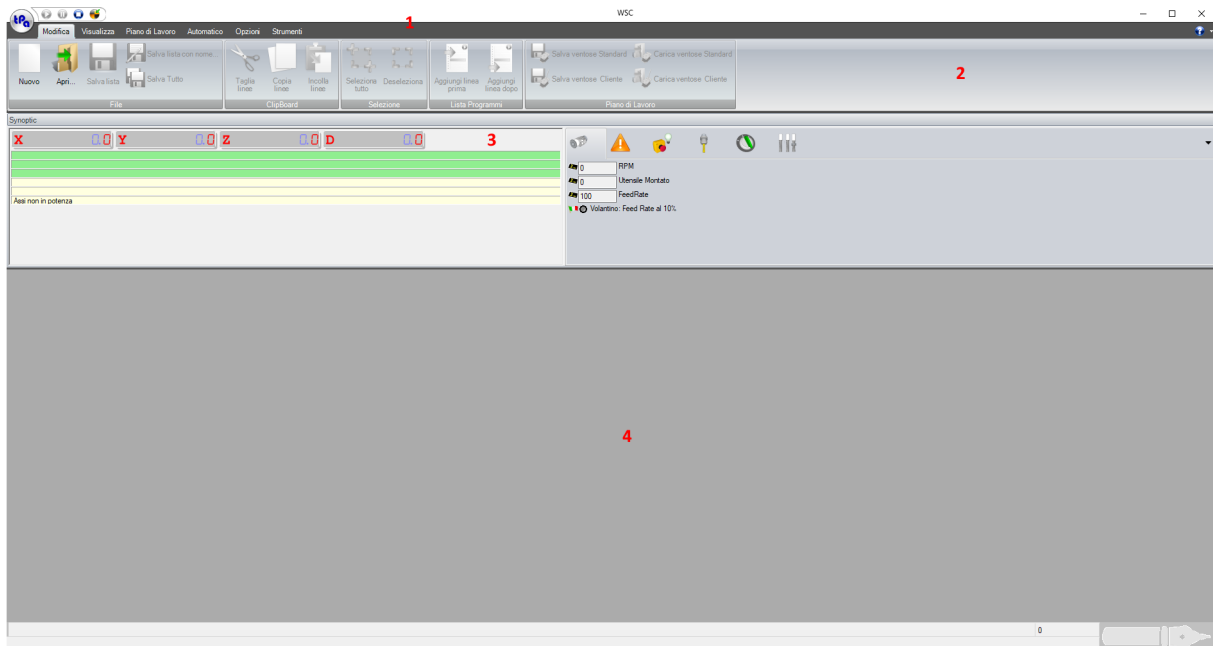 WSC
tPa
1
Modifica Visualizza Piano di Lavoro Automatico Opzioni Strumenti
Nuovo Apri... Salva lista Salva lista con nome... Salva Tutto
File
Taglia linee Copia linee Incolla linee
ClipBoard
Seleziona tutto Deseleziona
Selezione
Aggiungi linea prima Aggiungi linea dopo
Lista Programmi
Salva ventose Standard Carica ventose Standard
Salva ventose Cliente Carica ventose Cliente
Piano di Lavoro
2
Synoptic
X 0.0 Y 0.0 Z 0.0 D 0.0
3
Assi non in potenza
0 RPM
0 Utensile Montato
100 FeedRate
Volantino: Feed Rate al 10%
4
0